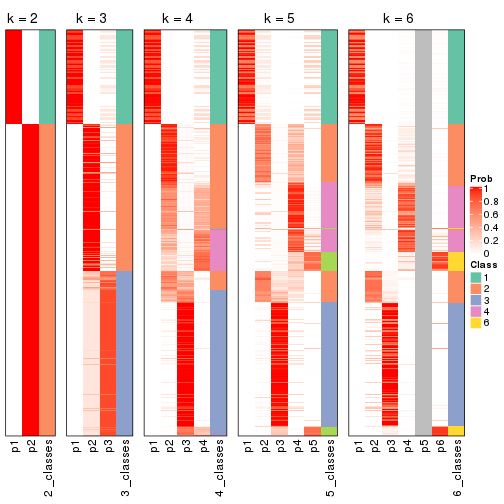 k = 2
k = 3
k = 4
k = 5
k = 6
Prob
1
0.8
0.6
0.4
0.2
0
Class
1
2
3
4
6
p1
p2
2_classes
p1
p2
p3
3_classes
p1
p2
p3
p4
p1
p2
p3
p4
p5
5_classes
p1
p2
p3
p4
p5
p6
6_classes